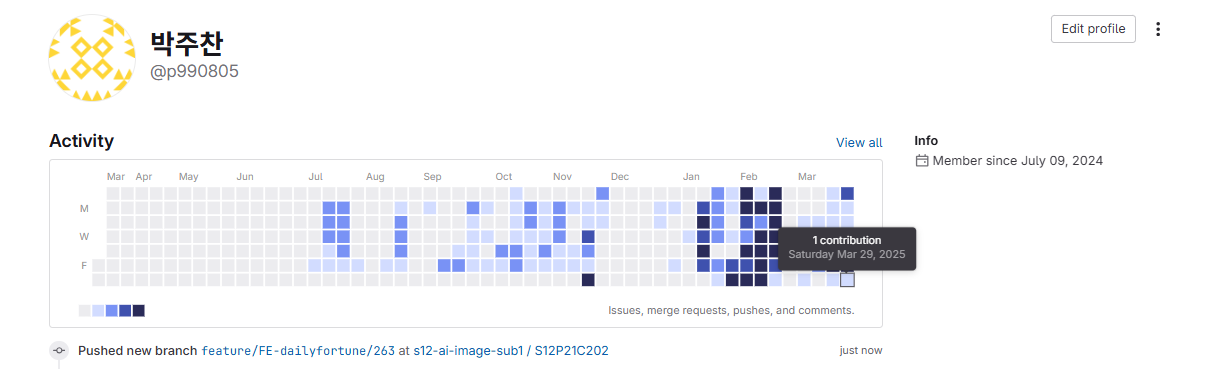 박주찬
@p990805
Edit profile
Activity
View all
Mar Apr May Jun Jul Aug Sep Oct Nov Dec Jan Feb Mar
M
W
F
1 contribution
Saturday Mar 29, 2025
Issues, merge requests, pushes, and comments.
Pushed new branch feature/FE-dailyfortune/263 at s12-ai-image-sub1 / S12P21C202
just now
Info
Member since July 09, 2024